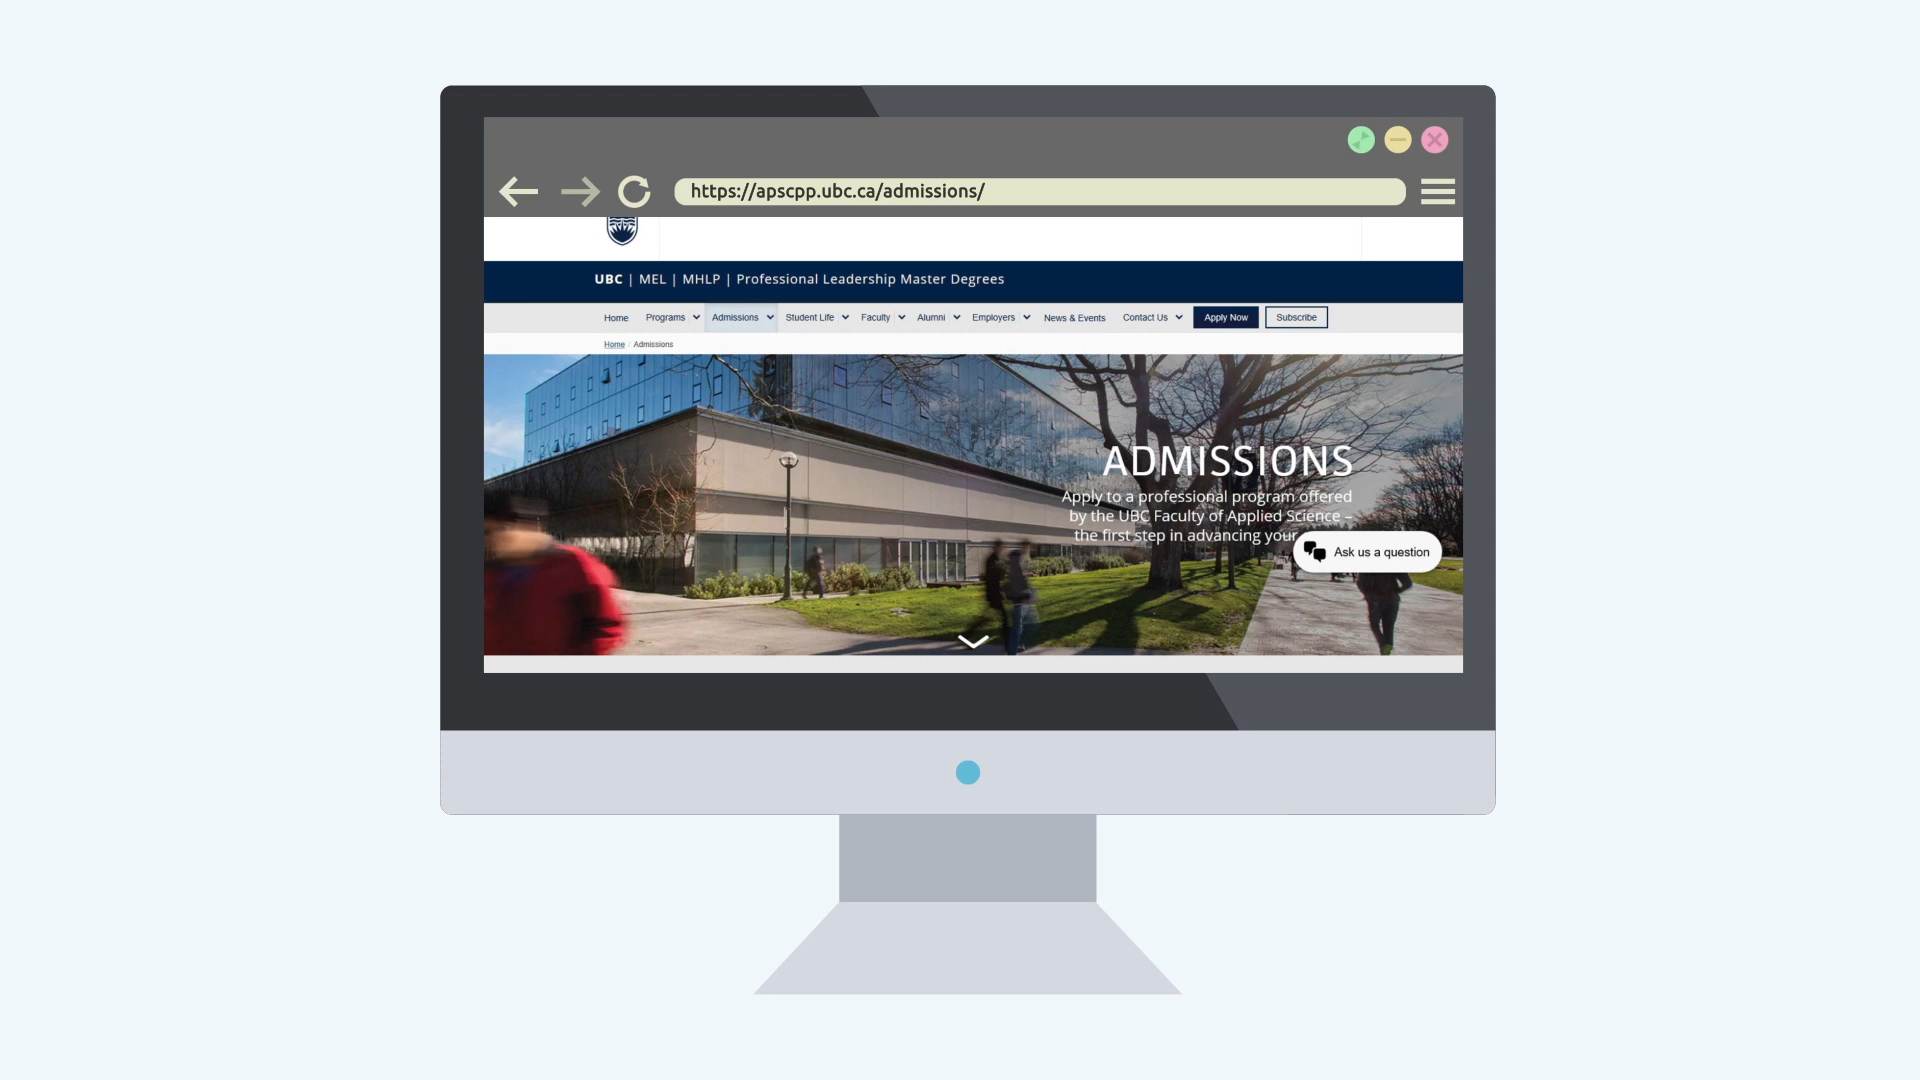 https://apscpp.ubc.ca/admissions/
UBC | MEL | MHLP | Professional Leadership Master Degrees
Home Programs Admissions Student Life Faculty Alumni Employers News & Events Contact Us Apply Now Subscribe
Home / Admissions
ADMISSIONS
Apply to a professional program offered
by the UBC Faculty of Applied Science –
the first step in advancing your
Ask us a question